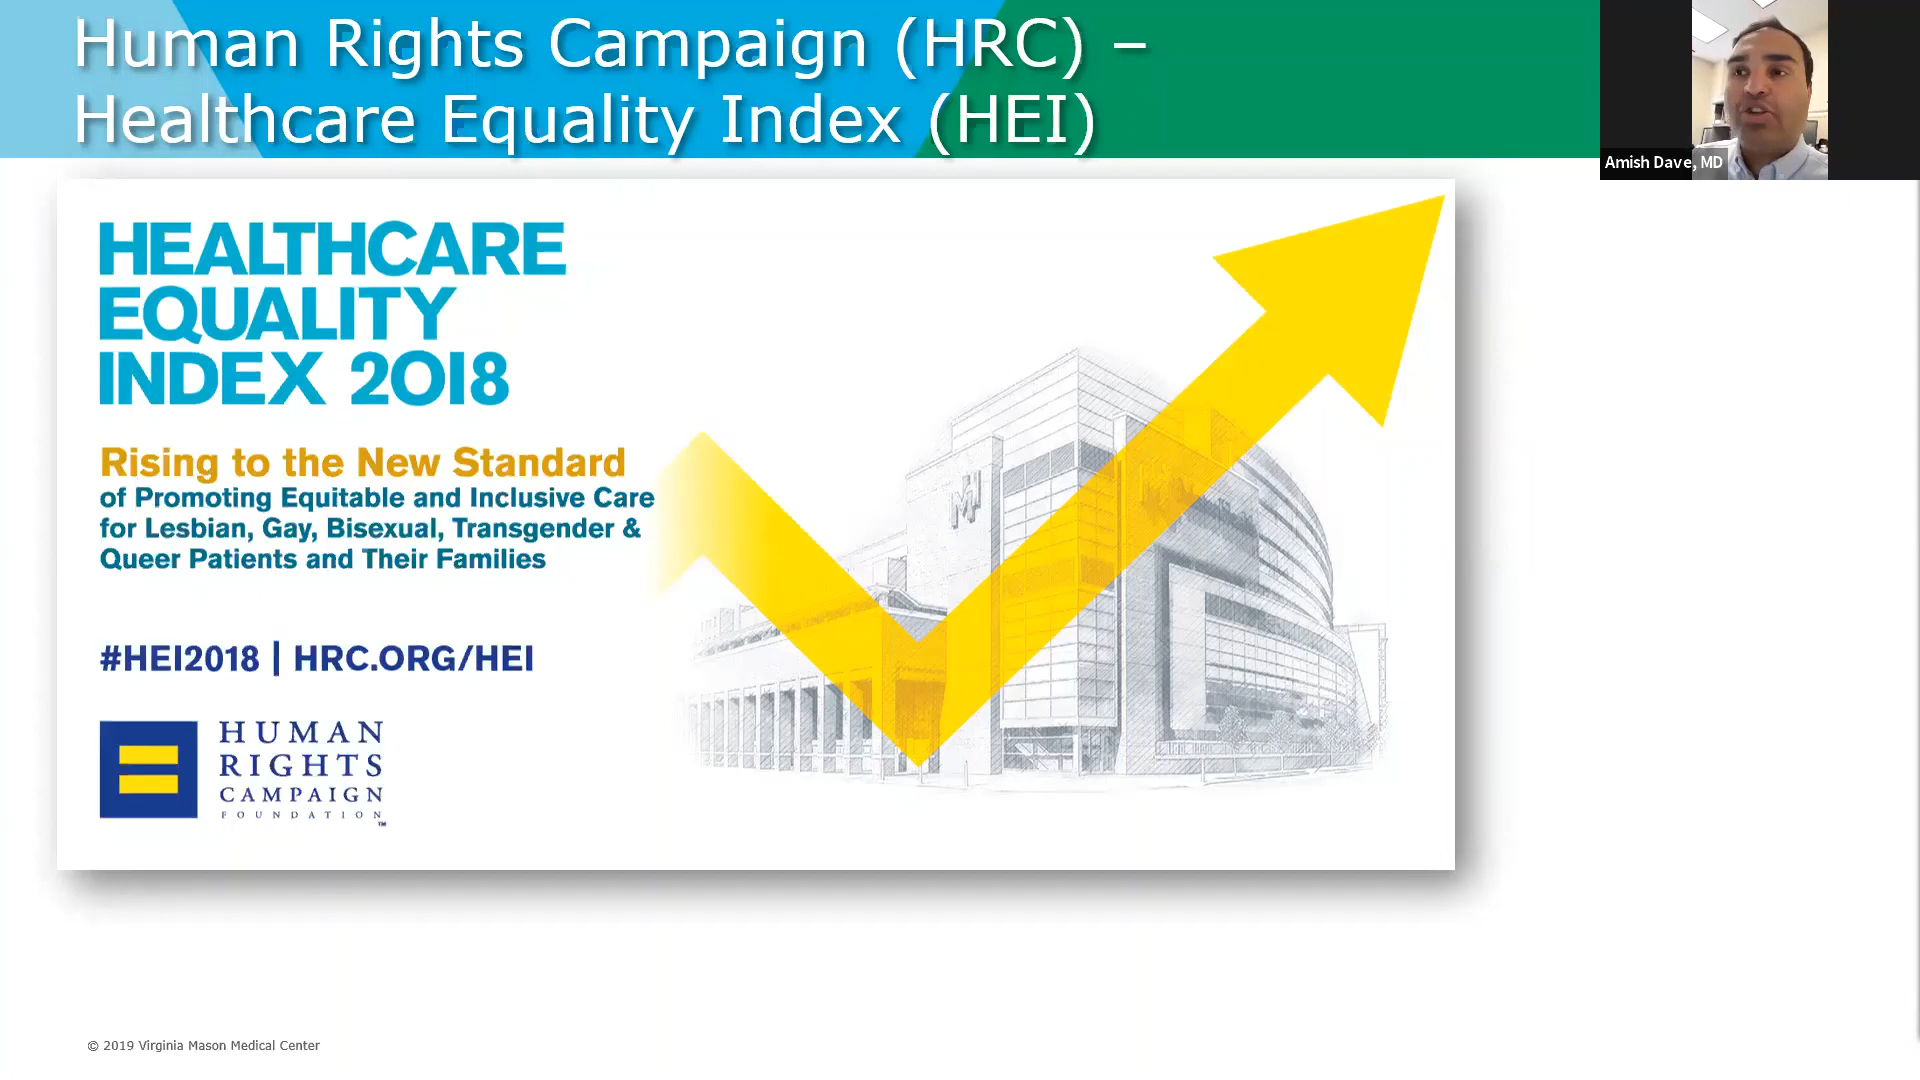 Human Rights Campaign (HRC) –
Healthcare Equality Index (HEI)
Amish Dave, MD
HEALTHCARE
EQUALITY
INDEX 2018
Rising to the New Standard
of Promoting Equitable and Inclusive Care
for Lesbian, Gay, Bisexual, Transgender &
Queer Patients and Their Families
#HEI2018 | HRC.ORG/HEI
HUMAN
RIGHTS
CAMPAIGN
FOUNDATION
™
© 2019 Virginia Mason Medical Center